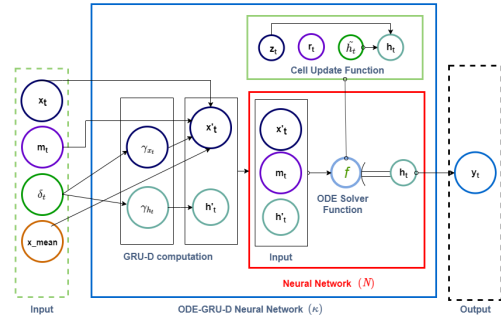 z_t r_t h̃_t h_t
Cell Update Function
x_t
m_t
δ_t
x_mean
Input
γ_{x_t}
γ_{h_t}
GRU-D computation
x'_t
h'_t
x'_t
m_t
h'_t
Input
f
ODE Solver
Function
h_t
Neural Network (N)
ODE-GRU-D Neural Network (κ)
y_t
Output